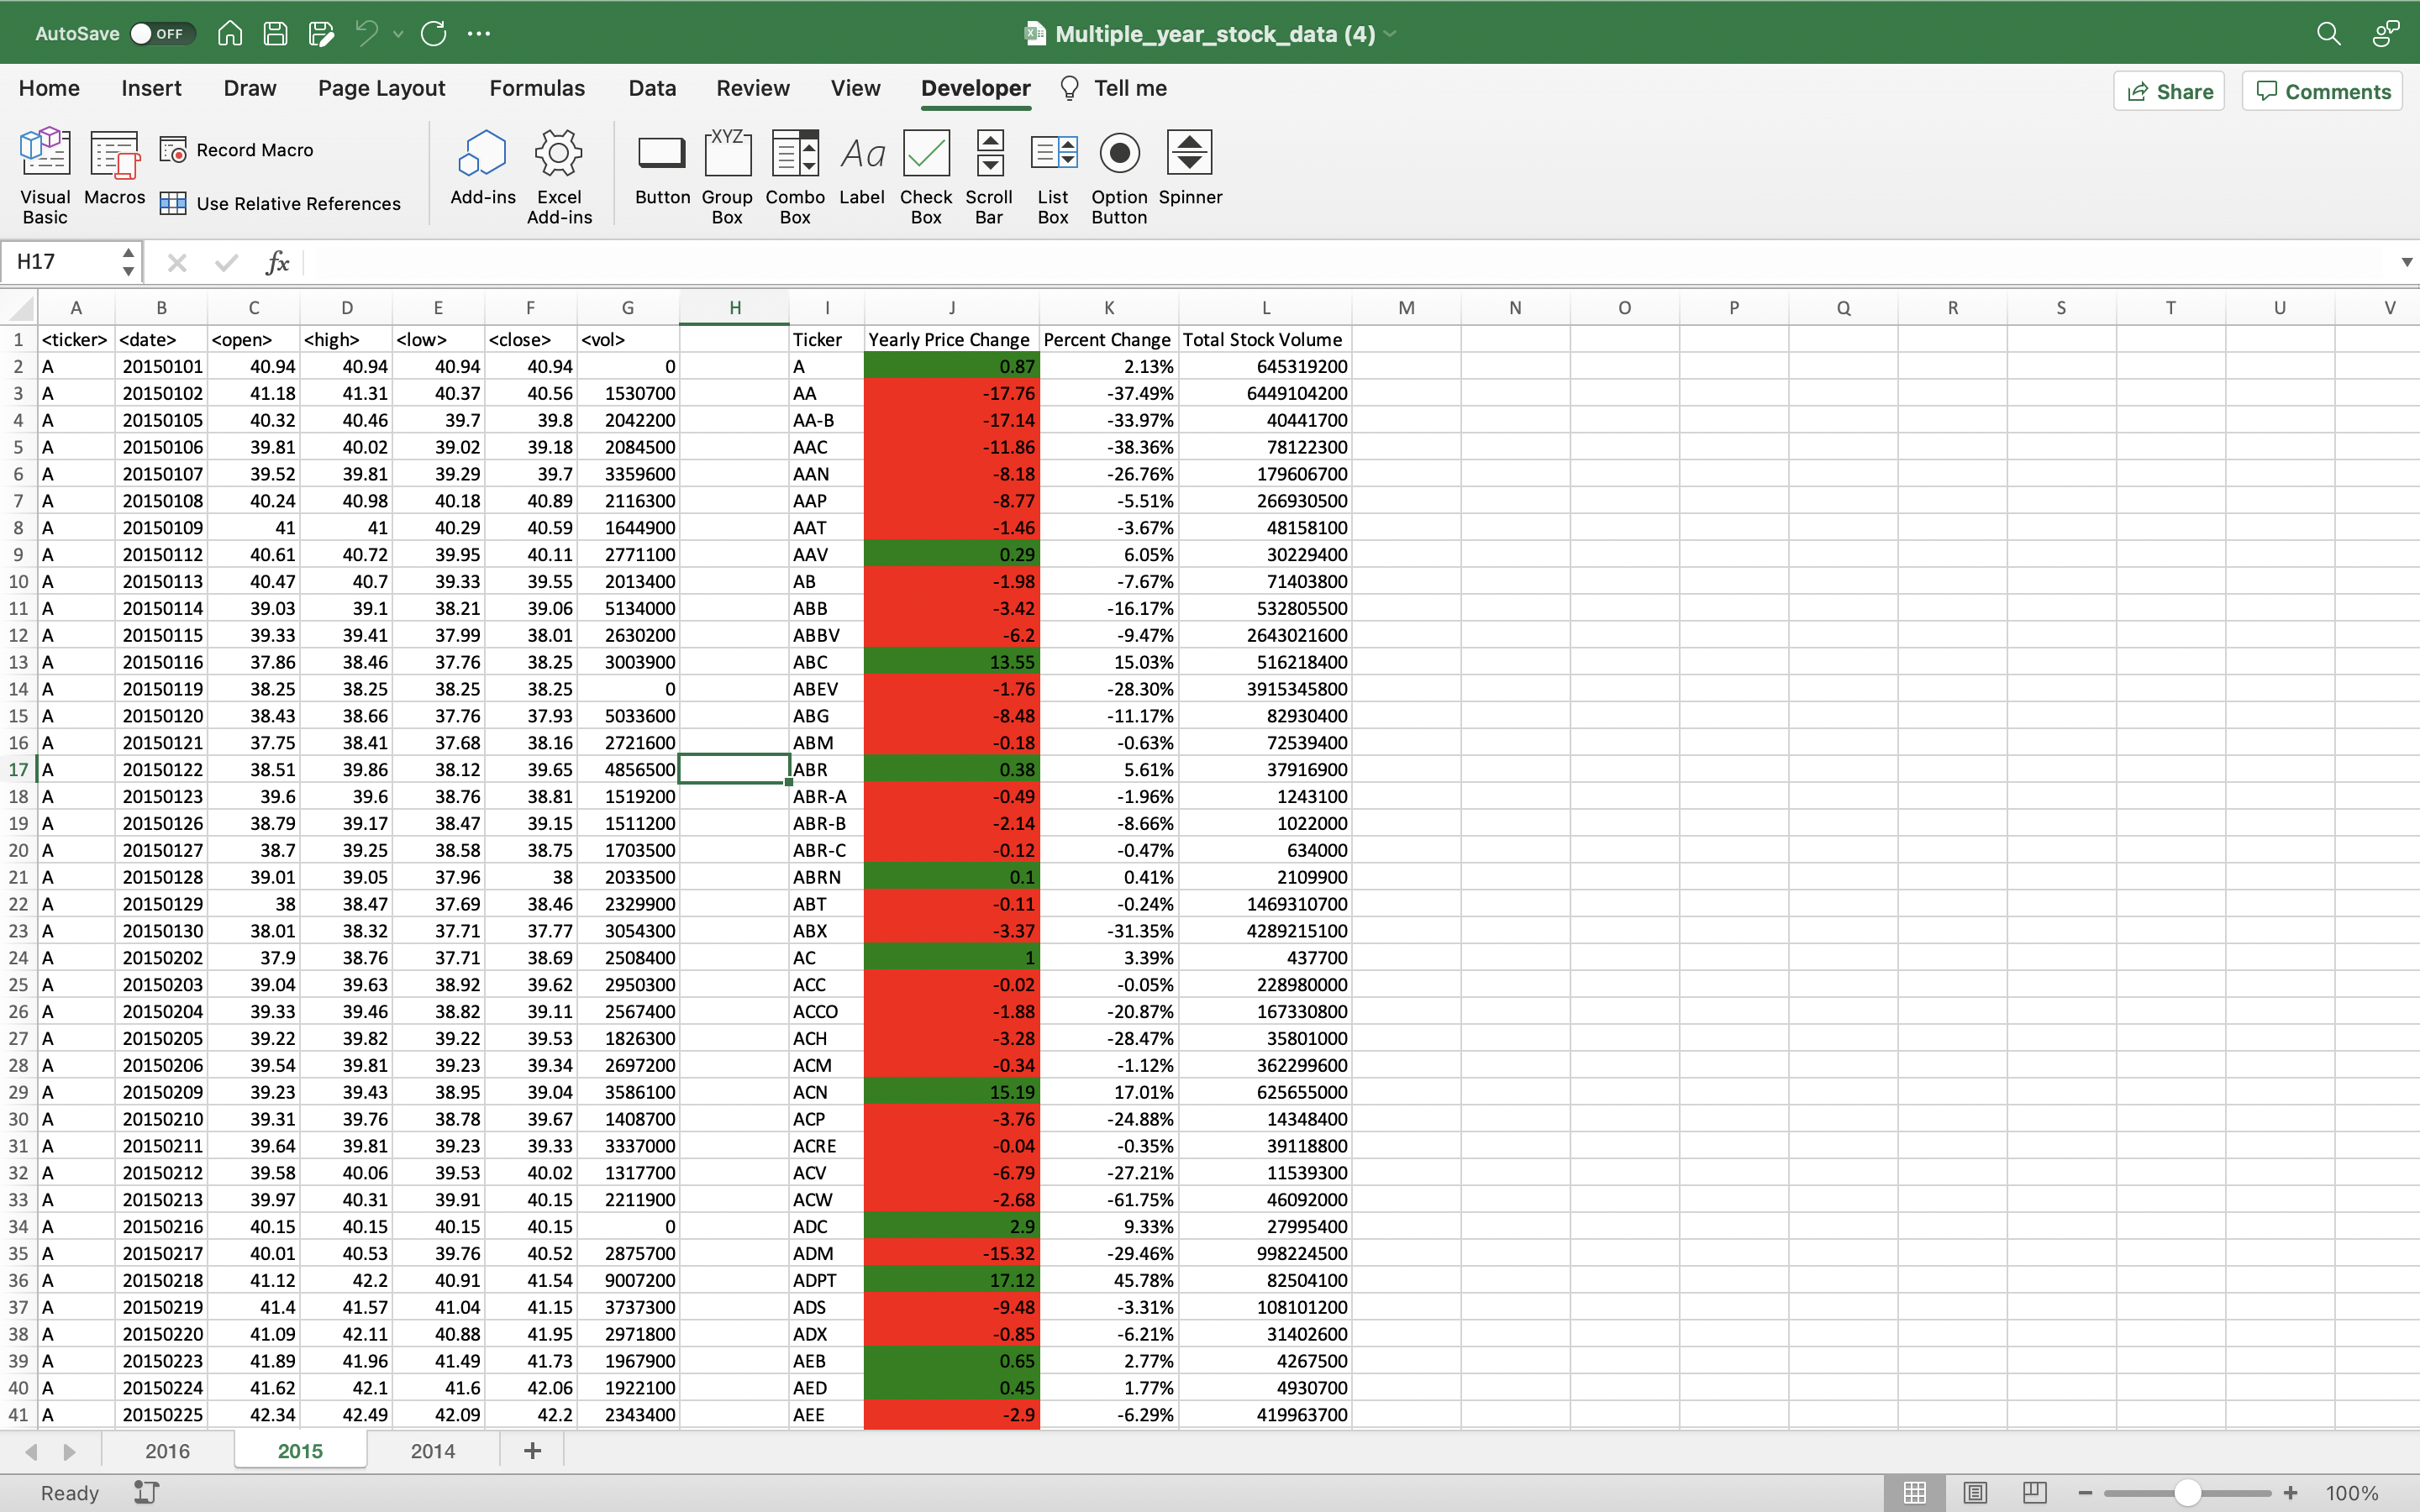 AutoSave OFF Multiple_year_stock_data (4)
Home Insert Draw Page Layout Formulas Data Review View Developer Tell me Share Comments
Visual Basic Macros Record Macro Use Relative References Add-ins Excel Add-ins Button Group Box Combo Box Label Check Box Scroll Bar List Box Option Button Spinner
XYZ Aa
H17 fx
A B C D E F G H I J K L M N O P Q R S T U V
1 <ticker> <date> <open> <high> <low> <close> <vol> Ticker Yearly Price Change Percent Change Total Stock Volume
2 A 20150101 40.94 40.94 40.94 40.94 0 A 0.87 2.13% 645319200
3 A 20150102 41.18 41.31 40.37 40.56 1530700 AA -17.76 -37.49% 6449104200
4 A 20150105 40.32 40.46 39.7 39.8 2042200 AA-B -17.14 -33.97% 40441700
5 A 20150106 39.81 40.02 39.02 39.18 2084500 AAC -11.86 -38.36% 78122300
6 A 20150107 39.52 39.81 39.29 39.7 3359600 AAN -8.18 -26.76% 179606700
7 A 20150108 40.24 40.98 40.18 40.89 2116300 AAP -8.77 -5.51% 266930500
8 A 20150109 41 41 40.29 40.59 1644900 AAT -1.46 -3.67% 48158100
9 A 20150112 40.61 40.72 39.95 40.11 2771100 AAV 0.29 6.05% 30229400
10 A 20150113 40.47 40.7 39.33 39.55 2013400 AB -1.98 -7.67% 71403800
11 A 20150114 39.03 39.1 38.21 39.06 5134000 ABB -3.42 -16.17% 532805500
12 A 20150115 39.33 39.41 37.99 38.01 2630200 ABBV -6.2 -9.47% 2643021600
13 A 20150116 37.86 38.46 37.76 38.25 3003900 ABC 13.55 15.03% 516218400
14 A 20150119 38.25 38.25 38.25 38.25 0 ABEV -1.76 -28.30% 3915345800
15 A 20150120 38.43 38.66 37.76 37.93 5033600 ABG -8.48 -11.17% 82930400
16 A 20150121 37.75 38.41 37.68 38.16 2721600 ABM -0.18 -0.63% 72539400
17 A 20150122 38.51 39.86 38.12 39.65 4856500 ABR 0.38 5.61% 37916900
18 A 20150123 39.6 39.6 38.76 38.81 1519200 ABR-A -0.49 -1.96% 1243100
19 A 20150126 38.79 39.17 38.47 39.15 1511200 ABR-B -2.14 -8.66% 1022000
20 A 20150127 38.7 39.25 38.58 38.75 1703500 ABR-C -0.12 -0.47% 634000
21 A 20150128 39.01 39.05 37.96 38 2033500 ABRN 0.1 0.41% 2109900
22 A 20150129 38 38.47 37.69 38.46 2329900 ABT -0.11 -0.24% 1469310700
23 A 20150130 38.01 38.32 37.71 37.77 3054300 ABX -3.37 -31.35% 4289215100
24 A 20150202 37.9 38.76 37.71 38.69 2508400 AC 1 3.39% 437700
25 A 20150203 39.04 39.63 38.92 39.62 2950300 ACC -0.02 -0.05% 228980000
26 A 20150204 39.33 39.46 38.82 39.11 2567400 ACCO -1.88 -20.87% 167330800
27 A 20150205 39.22 39.82 39.22 39.53 1826300 ACH -3.28 -28.47% 35801000
28 A 20150206 39.54 39.81 39.23 39.34 2697200 ACM -0.34 -1.12% 362299600
29 A 20150209 39.23 39.43 38.95 39.04 3586100 ACN 15.19 17.01% 625655000
30 A 20150210 39.31 39.76 38.78 39.67 1408700 ACP -3.76 -24.88% 14348400
31 A 20150211 39.64 39.81 39.23 39.33 3337000 ACRE -0.04 -0.35% 39118800
32 A 20150212 39.58 40.06 39.53 40.02 1317700 ACV -6.79 -27.21% 11539300
33 A 20150213 39.97 40.31 39.91 40.15 2211900 ACW -2.68 -61.75% 46092000
34 A 20150216 40.15 40.15 40.15 40.15 0 ADC 2.9 9.33% 27995400
35 A 20150217 40.01 40.53 39.76 40.52 2875700 ADM -15.32 -29.46% 998224500
36 A 20150218 41.12 42.2 40.91 41.54 9007200 ADPT 17.12 45.78% 82504100
37 A 20150219 41.4 41.57 41.04 41.15 3737300 ADS -9.48 -3.31% 108101200
38 A 20150220 41.09 42.11 40.88 41.95 2971800 ADX -0.85 -6.21% 31402600
39 A 20150223 41.89 41.96 41.49 41.73 1967900 AEB 0.65 2.77% 4267500
40 A 20150224 41.62 42.1 41.6 42.06 1922100 AED 0.45 1.77% 4930700
41 A 20150225 42.34 42.49 42.09 42.2 2343400 AEE -2.9 -6.29% 419963700
2016 2015 2014 +
Ready 100%